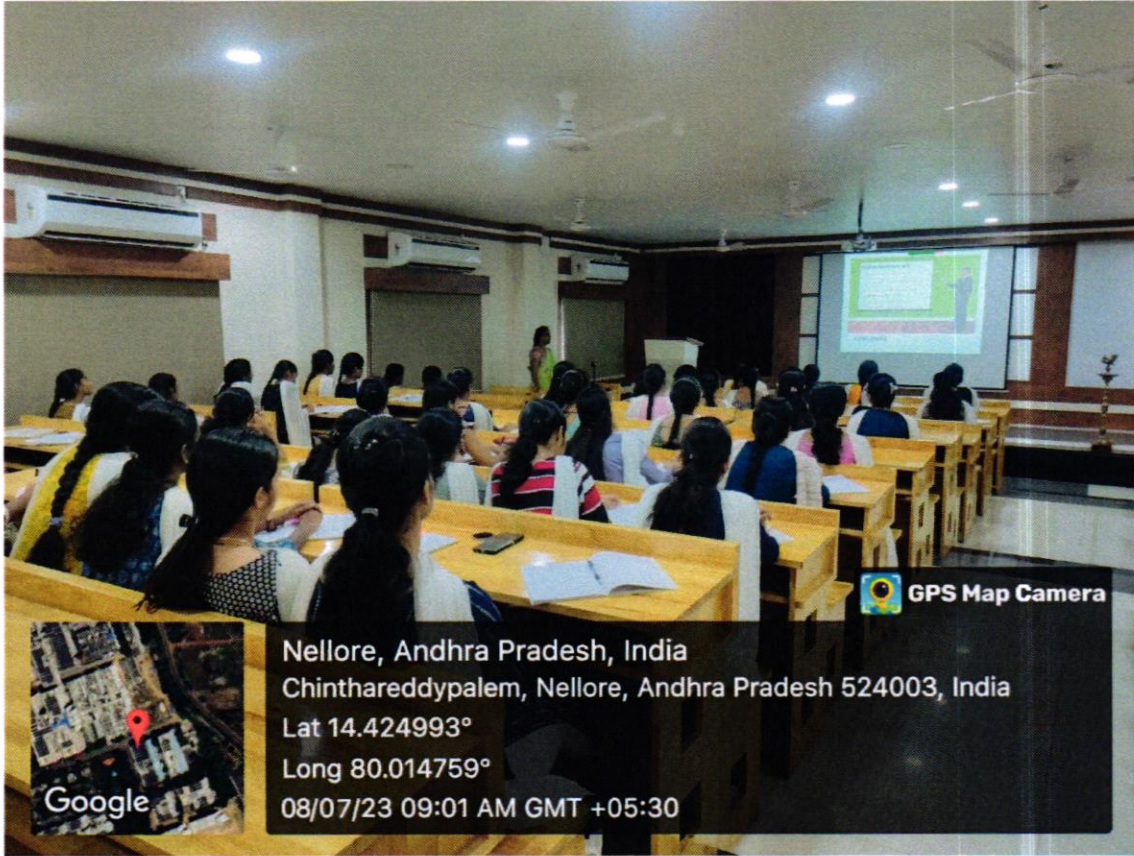 GPS Map Camera
Nellore, Andhra Pradesh, India
Chinthareddypalem, Nellore, Andhra Pradesh 524003, India
Lat 14.424993°
Long 80.014759°
08/07/23 09:01 AM GMT +05:30
Google